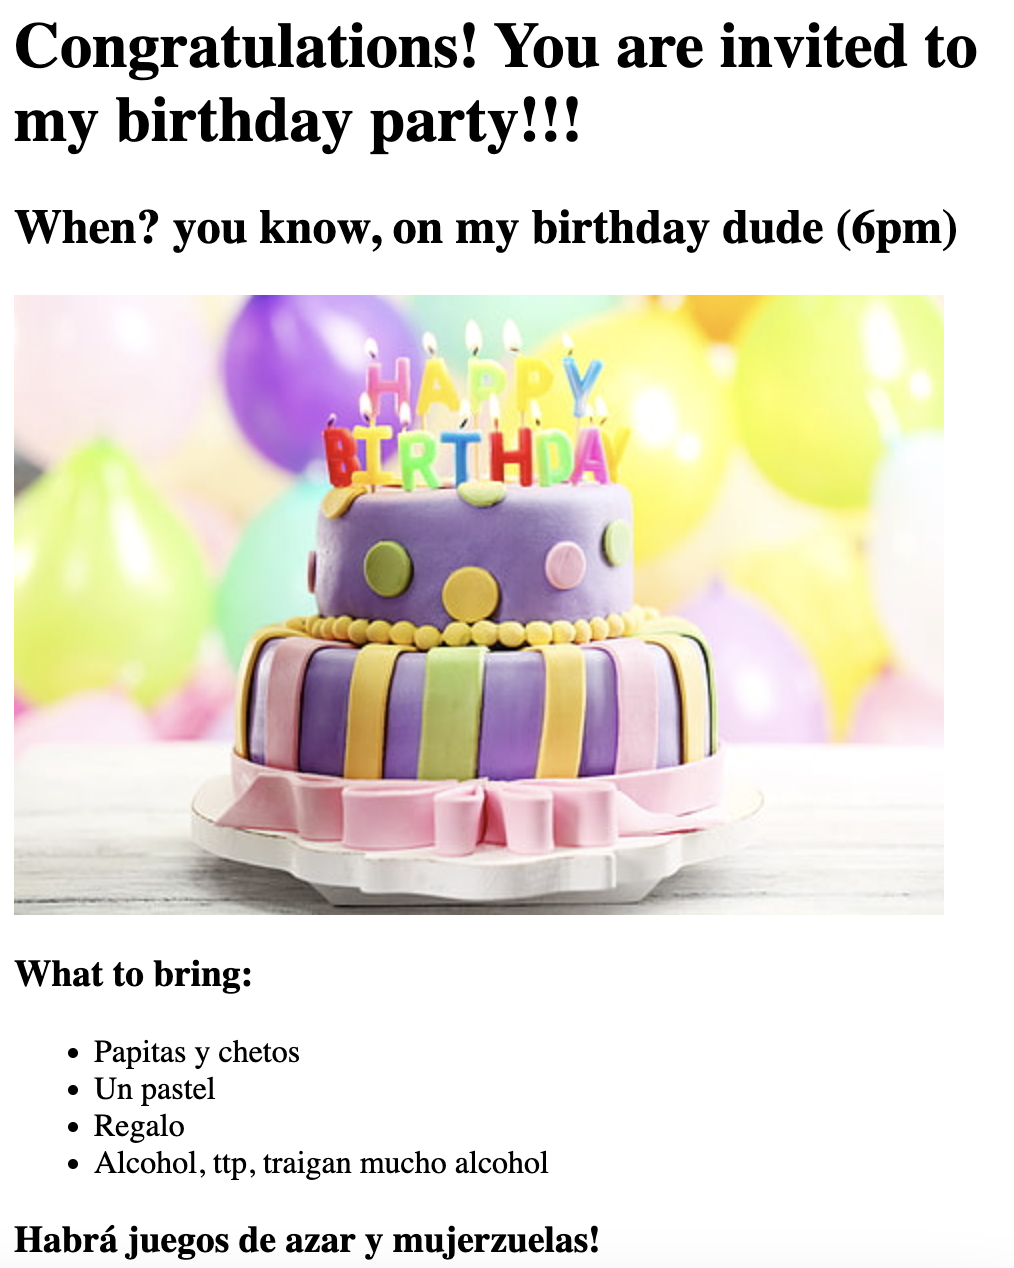 Congratulations! You are invited to
my birthday party!!!
When? you know, on my birthday dude (6pm)
HAPPY
BIRTHDAY
What to bring:
Papitas y chetos
Un pastel
Regalo
Alcohol, ttp, traigan mucho alcohol
Habrá juegos de azar y mujerzuelas!